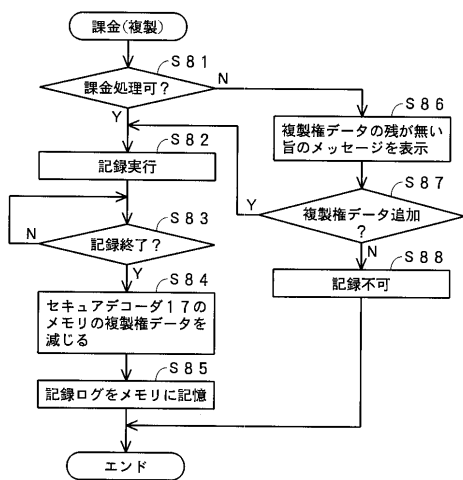 課金(複製)
S81
課金処理可?
N
Y
S82
記録実行
S83
記録終了?
N
Y
S84
セキュアデコーダ17の
メモリの複製権データを
減じる
S85
記録ログをメモリに記憶
エンド
S86
複製権データの残が無い
旨のメッセージを表示
S87
複製権データ追加
?
Y
N
S88
記録不可